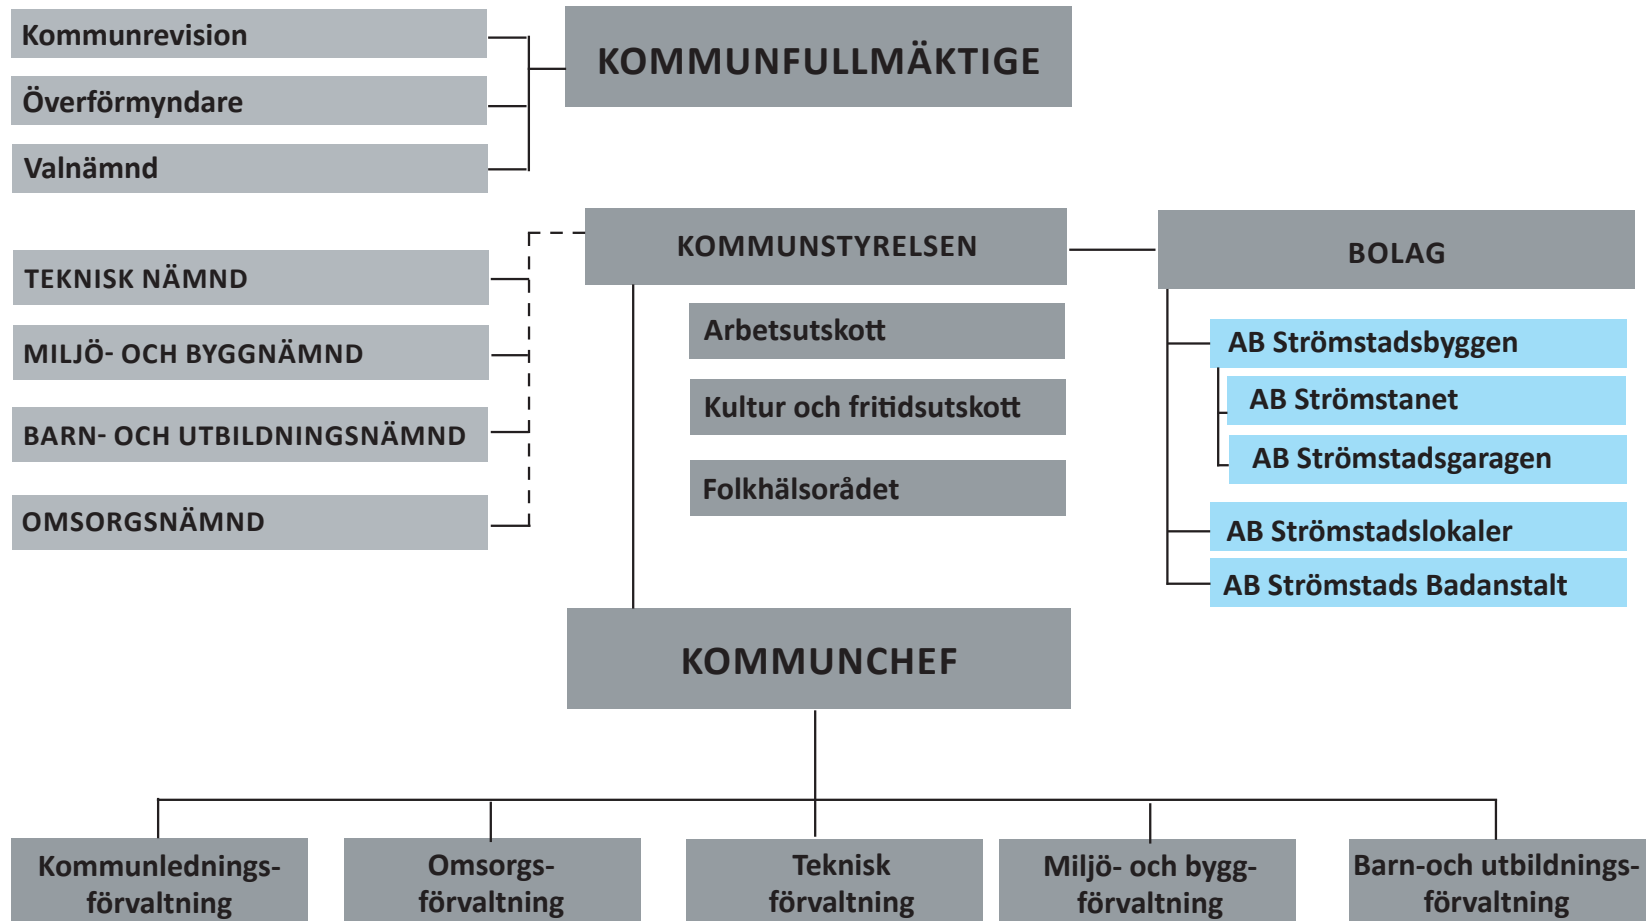 Kommunrevision
Överförmyndare
Valnämnd
KOMMUNFULLMÄKTIGE
TEKNISK NÄMND
MILJÖ- OCH BYGGNÄMND
BARN- OCH UTBILDNINGSNÄMND
OMSORGSNÄMND
KOMMUNSTYRELSEN
Arbetsutskott
Kultur och fritidsutskott
Folkhälsorådet
BOLAG
AB Strömstadsbyggen
AB Strömstanet
AB Strömstadsgaragen
AB Strömstadslokaler
AB Strömstads Badanstalt
KOMMUNCHEF
Kommunlednings-
förvaltning
Omsorgs-
förvaltning
Teknisk
förvaltning
Miljö- och bygg-
förvaltning
Barn-och utbildnings-
förvaltning